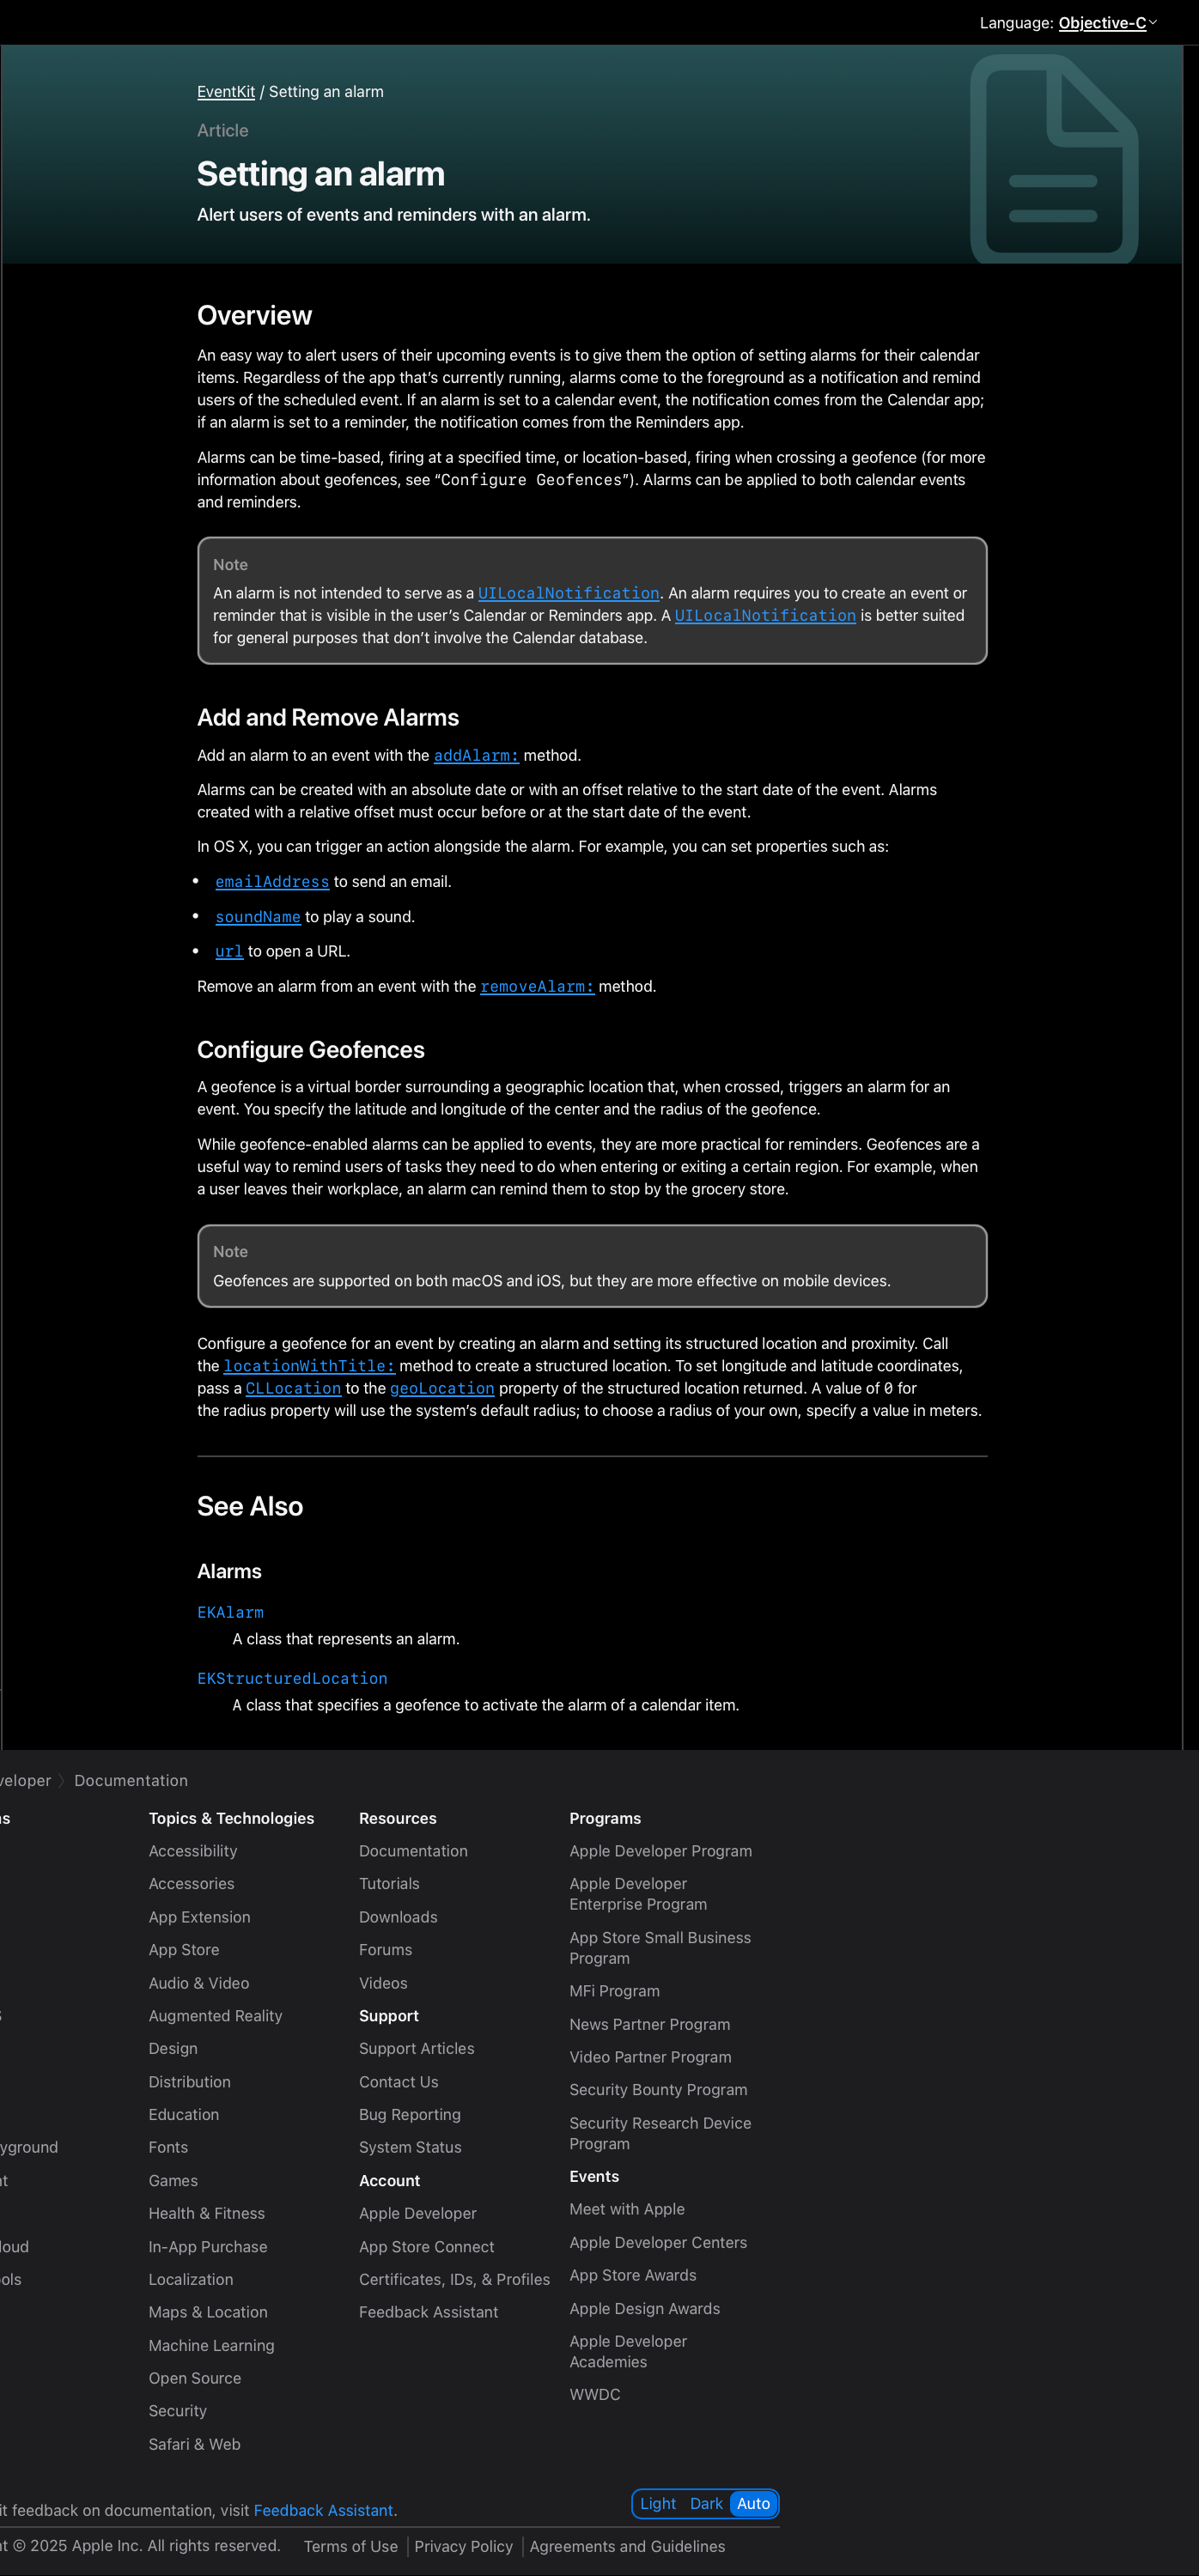 Language: Objective-C
EventKit / Setting an alarm
Article
Setting an alarm
Alert users of events and reminders with an alarm.
Overview
An easy way to alert users of their upcoming events is to give them the option of setting alarms for their calendar
items. Regardless of the app that’s currently running, alarms come to the foreground as a notification and remind
users of the scheduled event. If an alarm is set to a calendar event, the notification comes from the Calendar app;
if an alarm is set to a reminder, the notification comes from the Reminders app.
Alarms can be time-based, firing at a specified time, or location-based, firing when crossing a geofence (for more
information about geofences, see “Configure Geofences”). Alarms can be applied to both calendar events
and reminders.
Note
An alarm is not intended to serve as a UILocalNotification. An alarm requires you to create an event or
reminder that is visible in the user’s Calendar or Reminders app. A UILocalNotification is better suited
for general purposes that don’t involve the Calendar database.
Add and Remove Alarms
Add an alarm to an event with the addAlarm: method.
Alarms can be created with an absolute date or with an offset relative to the start date of the event. Alarms
created with a relative offset must occur before or at the start date of the event.
In OS X, you can trigger an action alongside the alarm. For example, you can set properties such as:
• emailAddress to send an email.
• soundName to play a sound.
• url to open a URL.
Remove an alarm from an event with the removeAlarm: method.
Configure Geofences
A geofence is a virtual border surrounding a geographic location that, when crossed, triggers an alarm for an
event. You specify the latitude and longitude of the center and the radius of the geofence.
While geofence-enabled alarms can be applied to events, they are more practical for reminders. Geofences are a
useful way to remind users of tasks they need to do when entering or exiting a certain region. For example, when
a user leaves their workplace, an alarm can remind them to stop by the grocery store.
Note
Geofences are supported on both macOS and iOS, but they are more effective on mobile devices.
Configure a geofence for an event by creating an alarm and setting its structured location and proximity. Call
the locationWithTitle: method to create a structured location. To set longitude and latitude coordinates,
pass a CLLocation to the geoLocation property of the structured location returned. A value of 0 for
the radius property will use the system’s default radius; to choose a radius of your own, specify a value in meters.
See Also
Alarms
EKAlarm
A class that represents an alarm.
EKStructuredLocation
A class that specifies a geofence to activate the alarm of a calendar item.
veloper 〉 Documentation
ns
S
yground
nt
loud
ols
Topics & Technologies
Accessibility
Accessories
App Extension
App Store
Audio & Video
Augmented Reality
Design
Distribution
Education
Fonts
Games
Health & Fitness
In-App Purchase
Localization
Maps & Location
Machine Learning
Open Source
Security
Safari & Web
Resources
Documentation
Tutorials
Downloads
Forums
Videos
Support
Support Articles
Contact Us
Bug Reporting
System Status
Account
Apple Developer
App Store Connect
Certificates, IDs, & Profiles
Feedback Assistant
Programs
Apple Developer Program
Apple Developer
Enterprise Program
App Store Small Business
Program
MFi Program
News Partner Program
Video Partner Program
Security Bounty Program
Security Research Device
Program
Events
Meet with Apple
Apple Developer Centers
App Store Awards
Apple Design Awards
Apple Developer
Academies
WWDC
it feedback on documentation, visit Feedback Assistant.
Light Dark Auto
nt © 2025 Apple Inc. All rights reserved. Terms of Use | Privacy Policy | Agreements and Guidelines